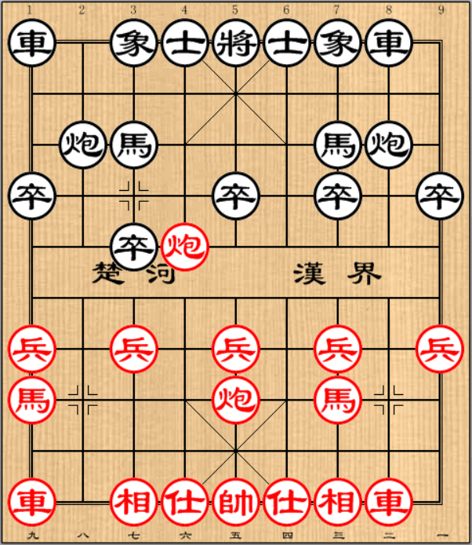 1 2 3 4 5 6 7 8 9
車 象 士 將 士 象 車
炮 馬 馬 炮
卒 卒 卒 卒
卒 炮
楚 河 漢 界
兵 兵 兵 兵 兵
馬 炮 馬
車 相 仕 帥 仕 相 車
九 八 七 六 五 四 三 二 一